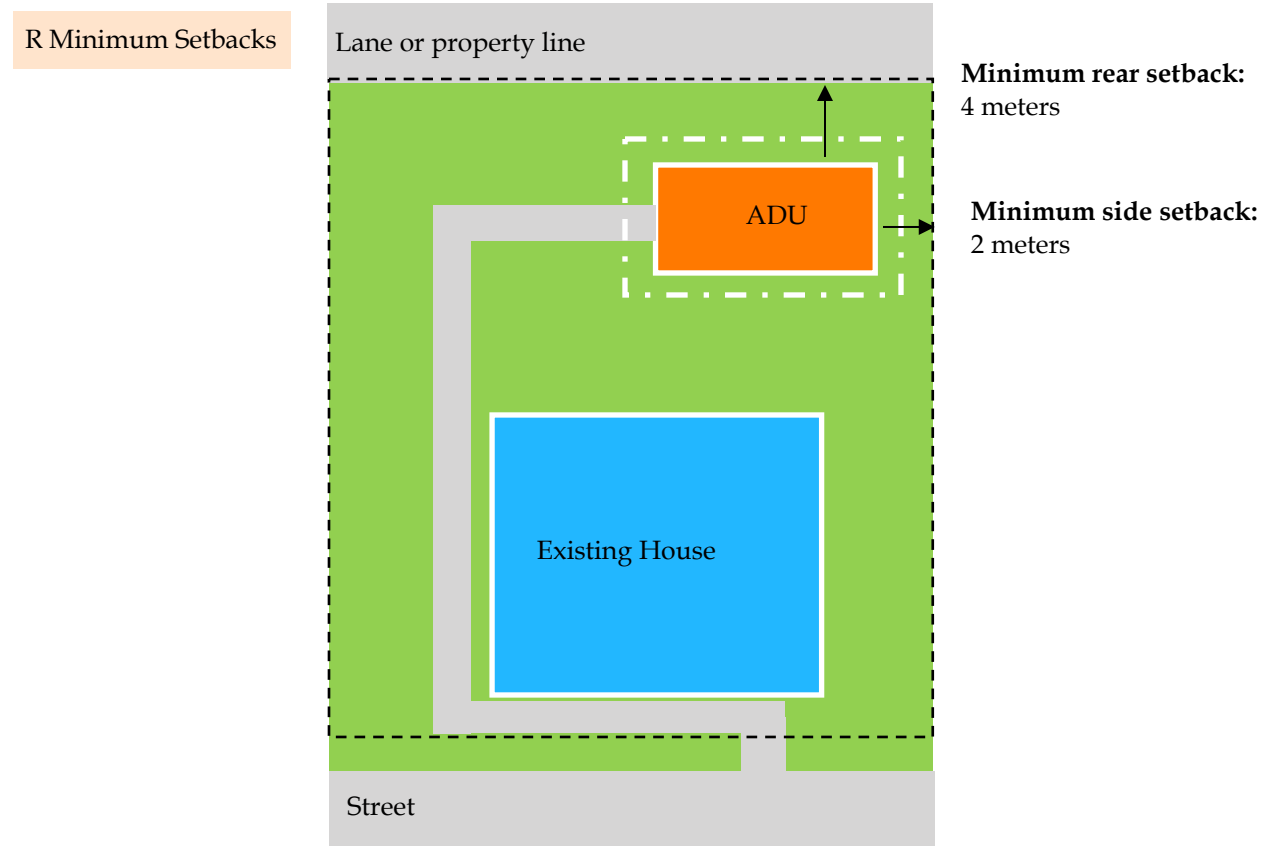 R Minimum Setbacks
Lane or property line
Minimum rear setback:
4 meters
ADU
Minimum side setback:
2 meters
Existing House
Street